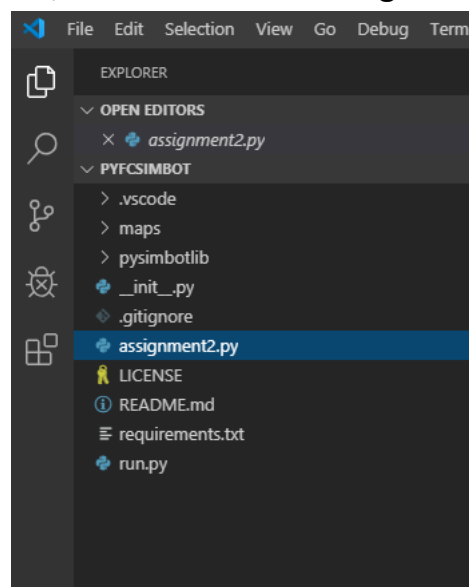 File Edit Selection View Go Debug Term
EXPLORER
OPEN EDITORS
assignment2.py
PYFCSIMBOT
.vscode
maps
pysimbotlib
__init__.py
.gitignore
assignment2.py
LICENSE
README.md
requirements.txt
run.py